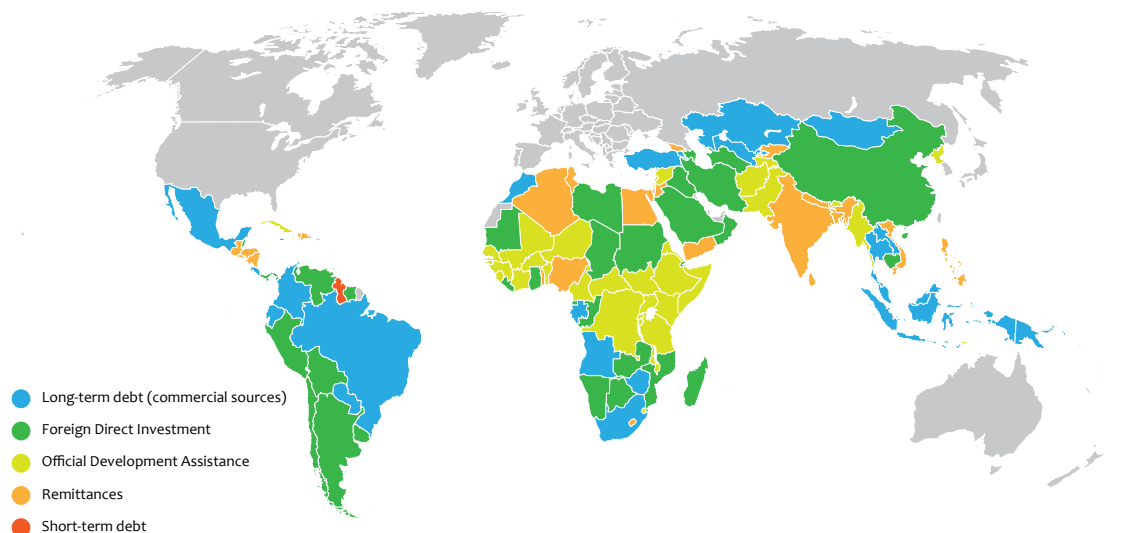 Long-term debt (commercial sources)
Foreign Direct Investment
Official Development Assistance
Remittances
Short-term debt